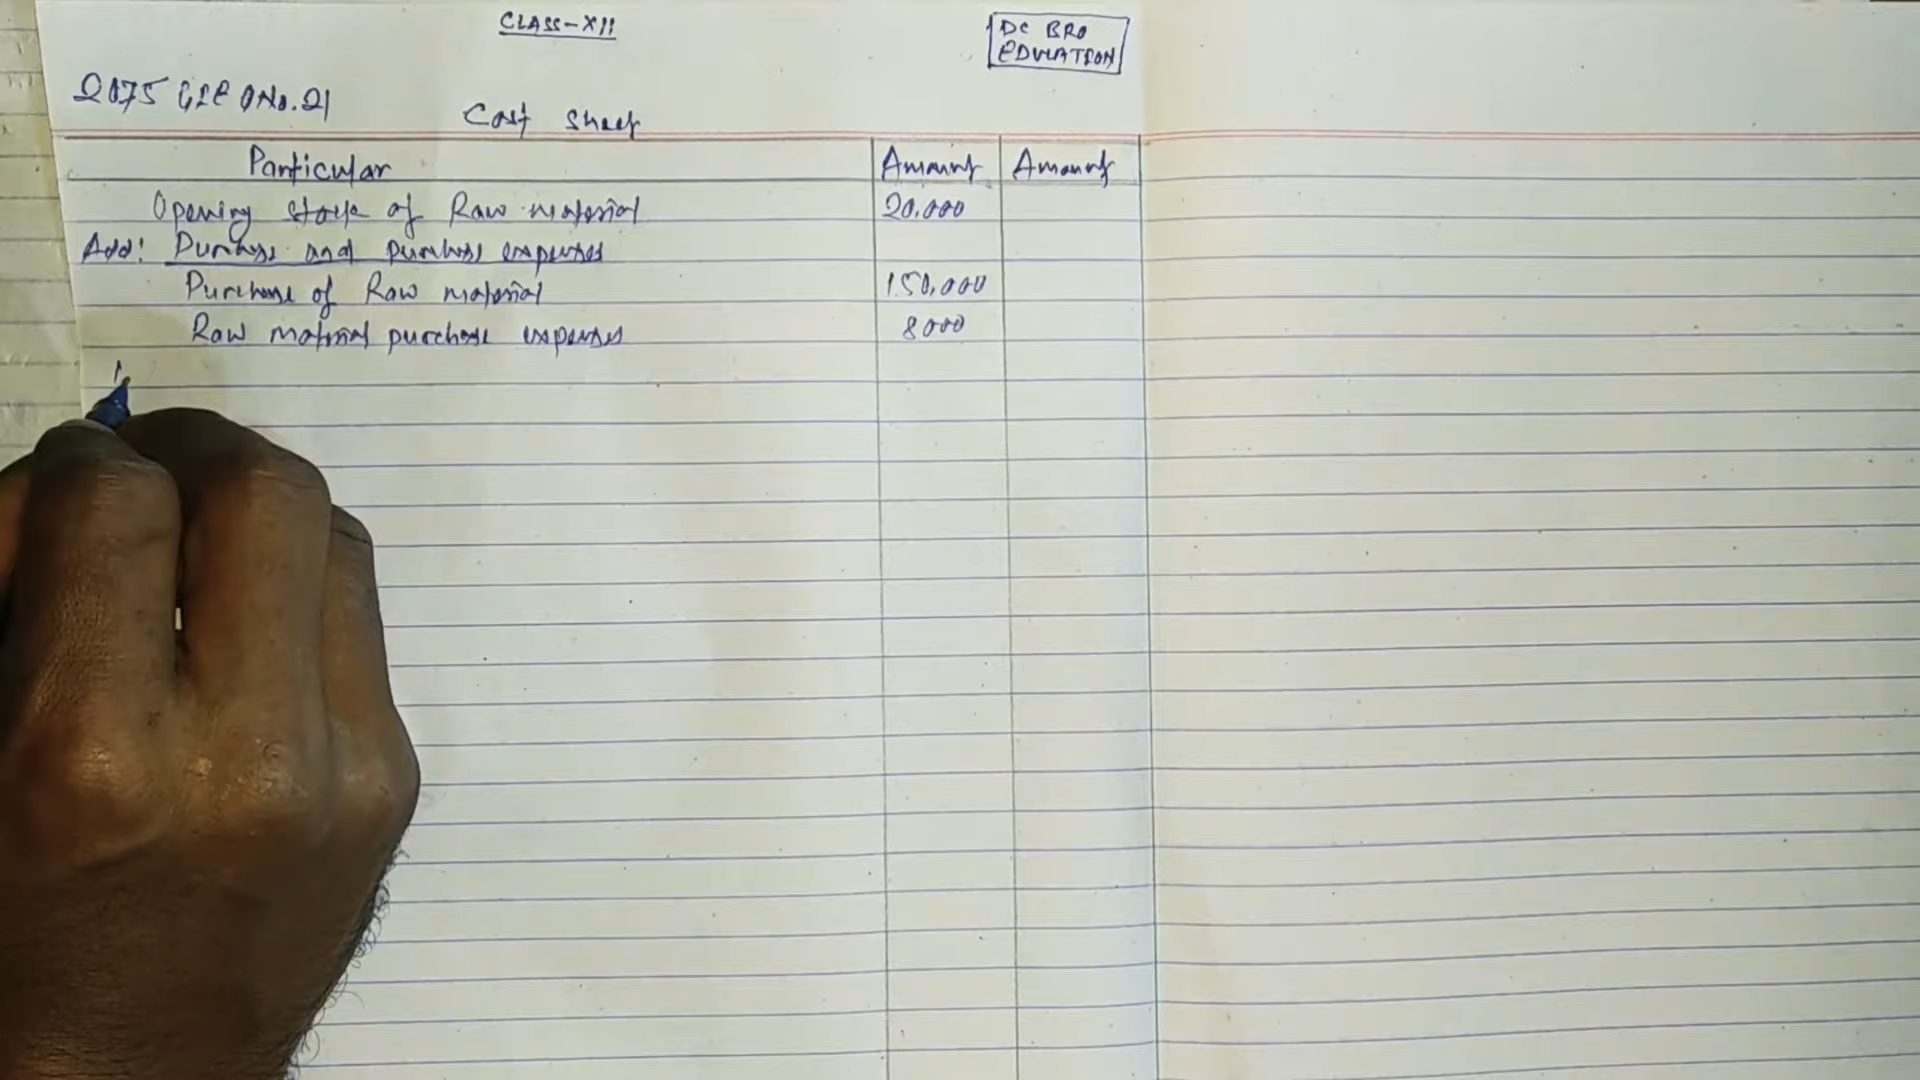 CLASS-XII
DC BRO
EDUCATION
2075 GIE QNo.21
Cost Sheet
Particular Amount Amount
Opening stock of Raw material 20,000
Add: Purchase and purchase expenses
Purchase of Raw material 150,000
Raw material purchase expenses 8000